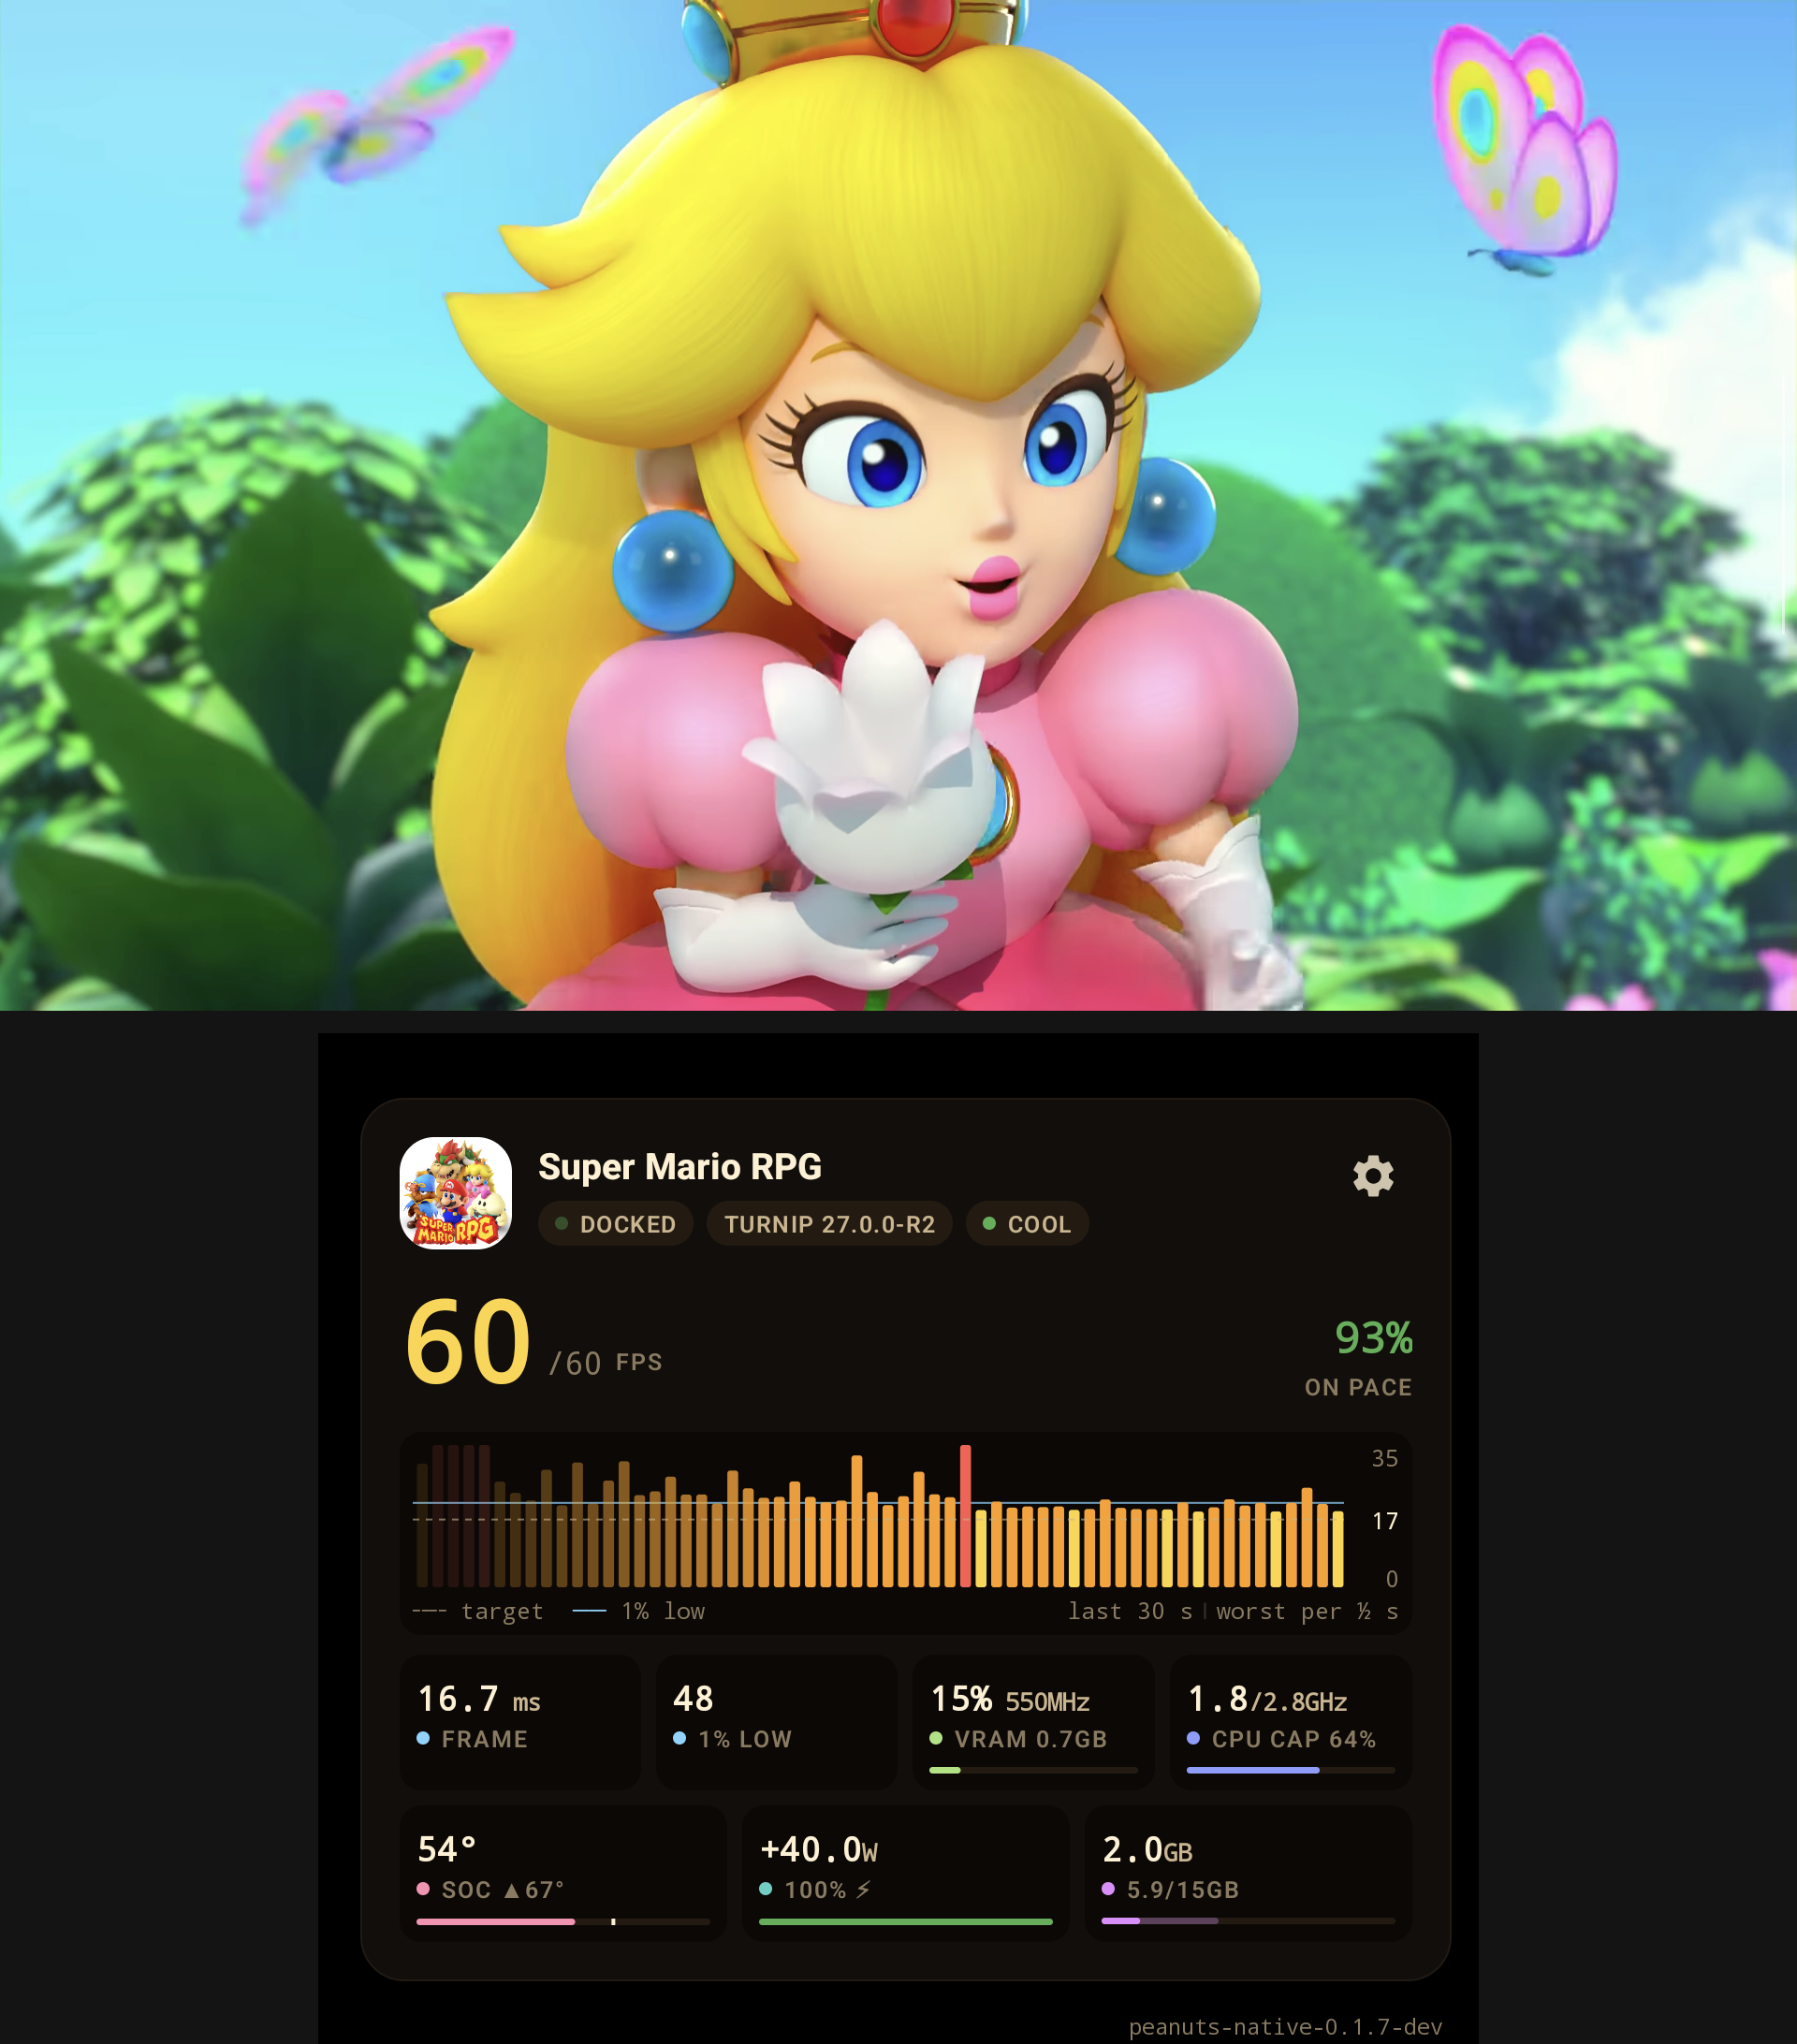 Super Mario RPG
SUPER MARIO RPG
DOCKED TURNIP 27.0.0-R2 COOL
60 /60 FPS
93%
ON PACE
35
17
0
target 1% low last 30 s worst per ½ s
16.7 ms
FRAME
48
1% LOW
15% 550MHz
VRAM 0.7GB
1.8/2.8GHz
CPU CAP 64%
54°
SOC ▲67°
+40.0W
100% ⚡
2.0GB
5.9/15GB
peanuts-native-0.1.7-dev